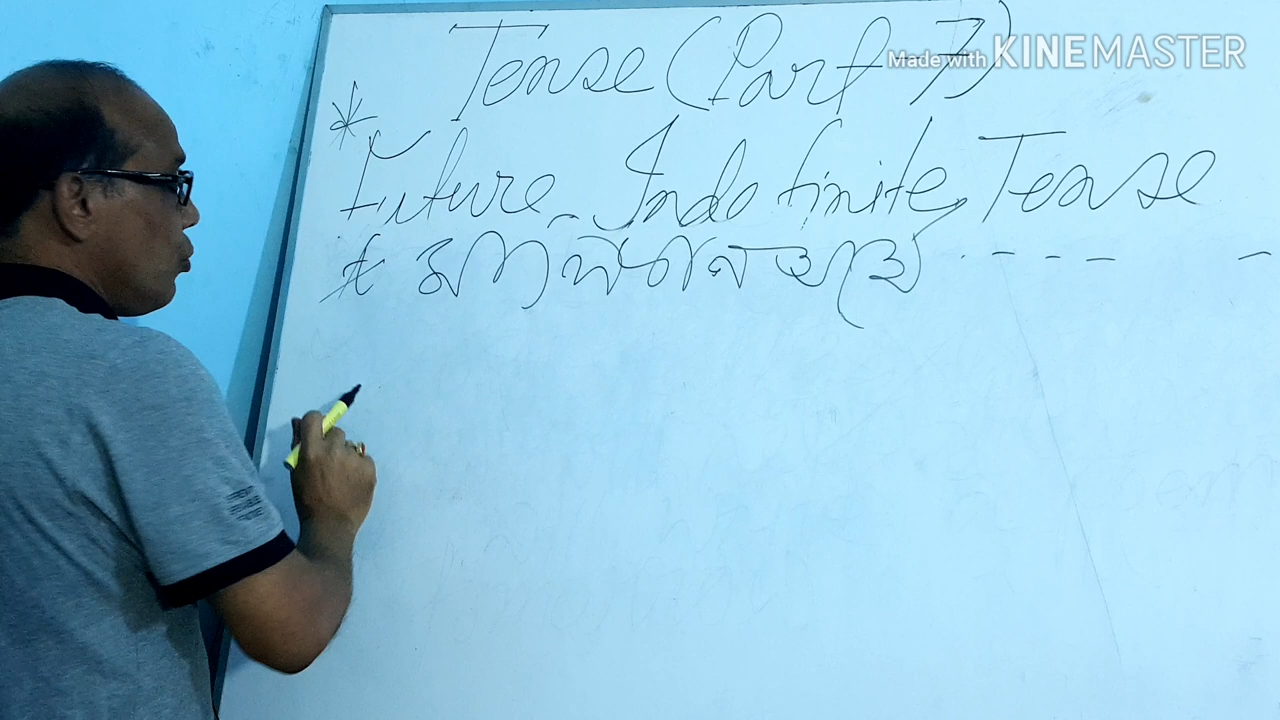 Tense (Part-7)
Made with KINEMASTER
* Future Indefinite Tense
*